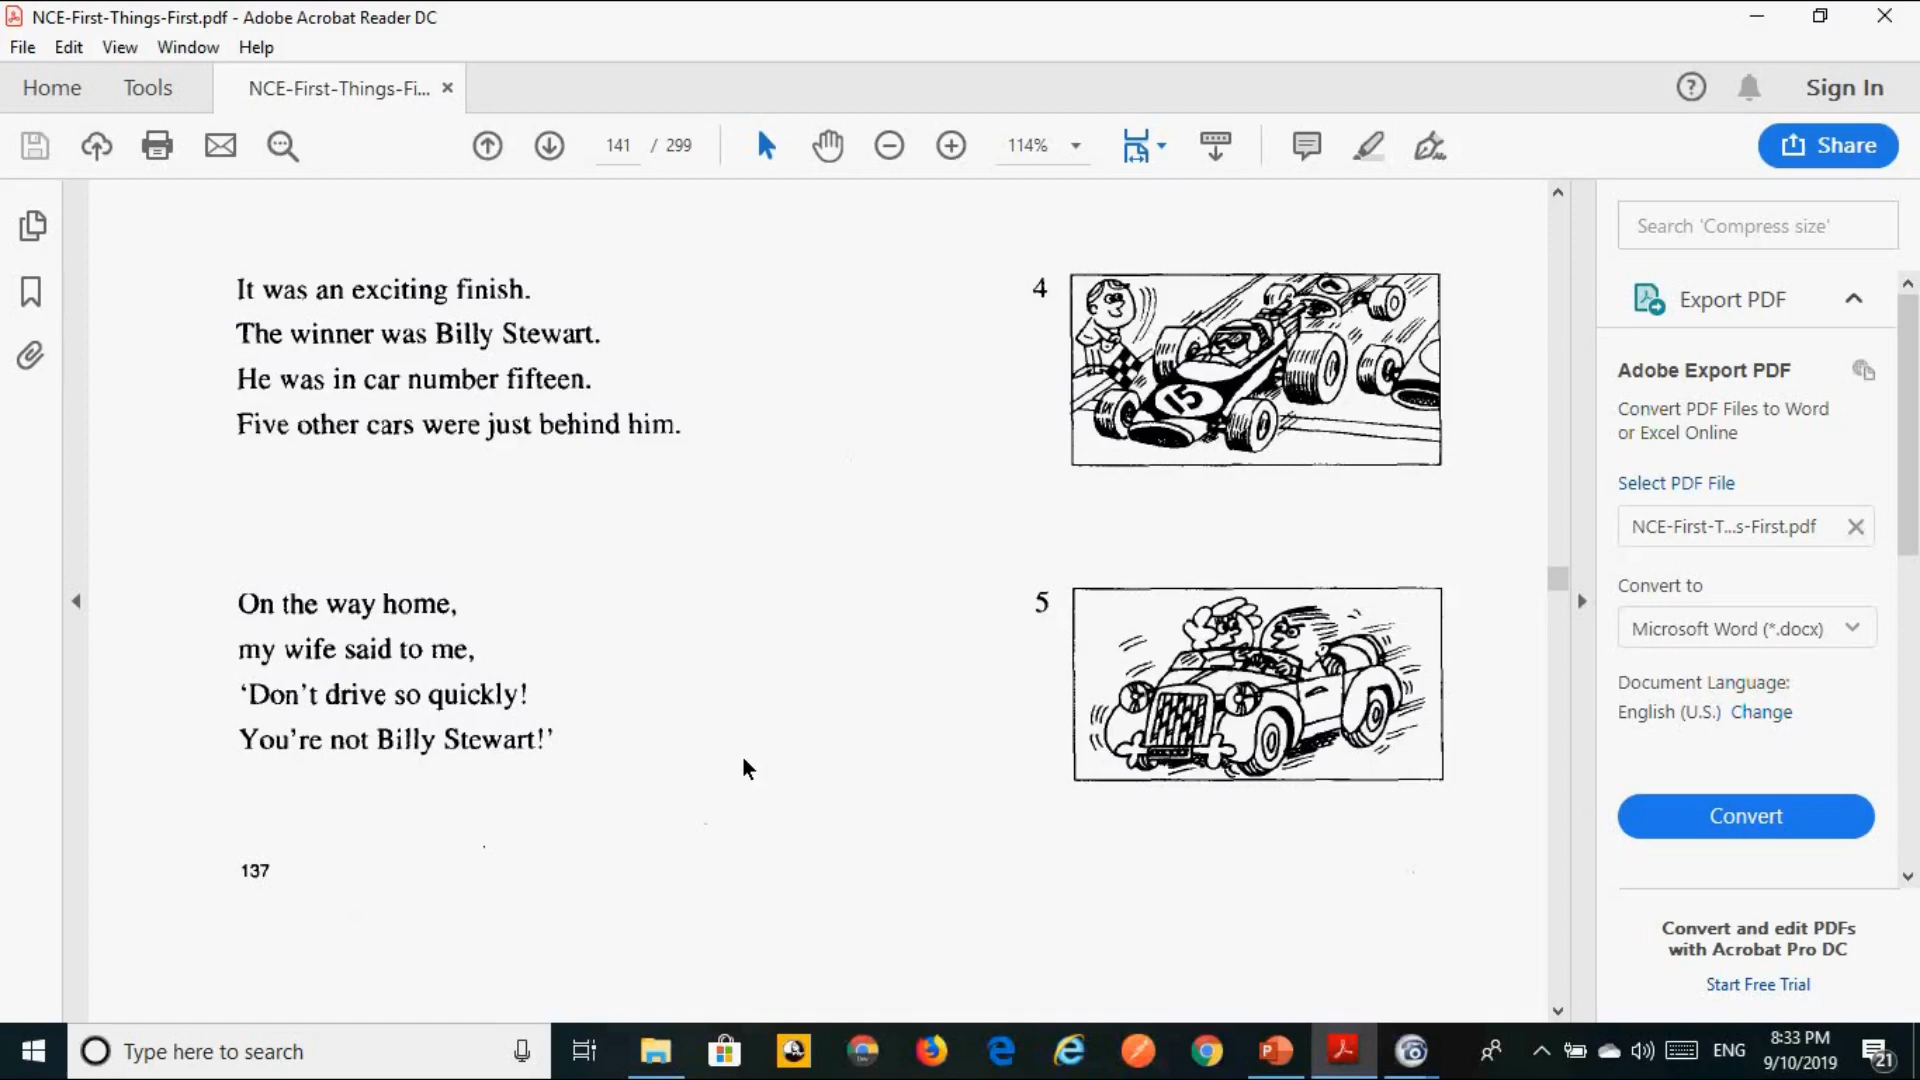 NCE-First-Things-First.pdf - Adobe Acrobat Reader DC
File Edit View Window Help
Home Tools NCE-First-Things-Fi... Sign In
141 / 299 114% Share
It was an exciting finish.
The winner was Billy Stewart.
He was in car number fifteen.
Five other cars were just behind him.
4
15
On the way home,
my wife said to me,
‘Don't drive so quickly!
You're not Billy Stewart!’
5
137
Search 'Compress size'
Export PDF
Adobe Export PDF
Convert PDF Files to Word
or Excel Online
Select PDF File
NCE-First-T...s-First.pdf
Convert to
Microsoft Word (*.docx)
Document Language:
English (U.S.) Change
Convert
Convert and edit PDFs
with Acrobat Pro DC
Start Free Trial
Type here to search
ENG
8:33 PM
9/10/2019
21